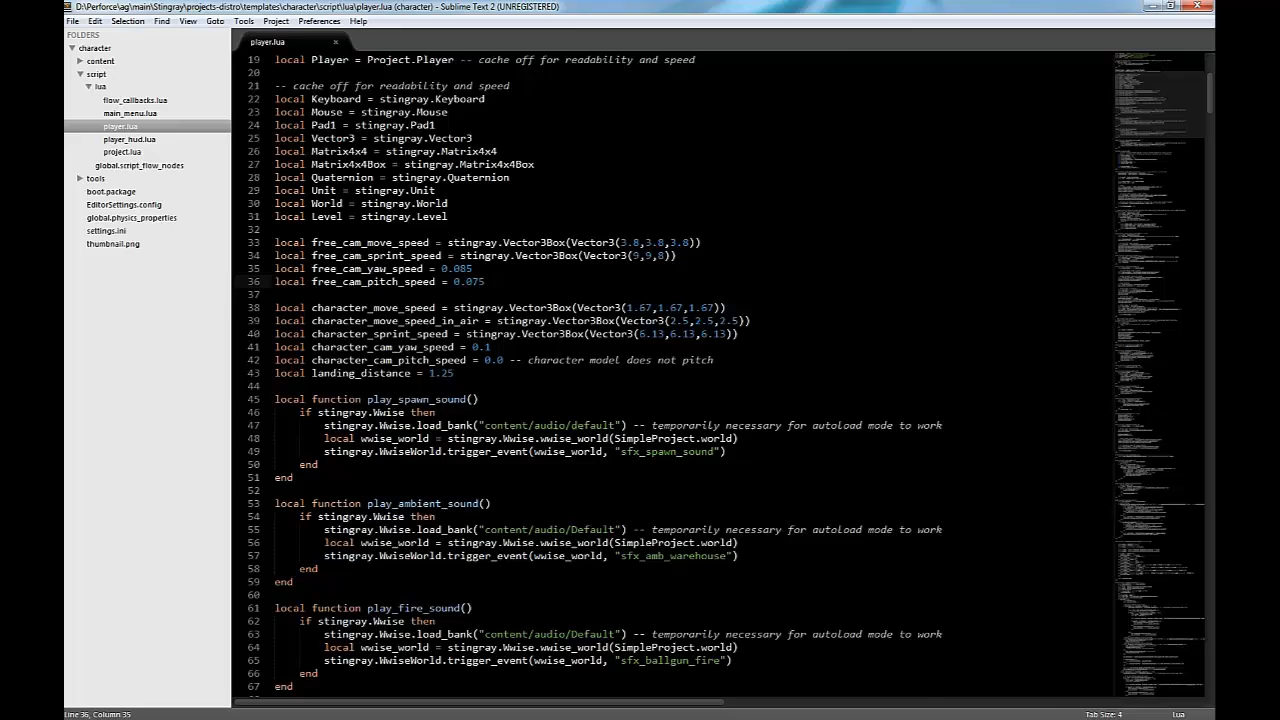 D:\Perforce\ag\main\Stingray\projects-distro\templates\character\script\lua\player.lua (character) - Sublime Text 2 (UNREGISTERED)
File Edit Selection Find View Goto Tools Project Preferences Help
FOLDERS
character
content
script
lua
flow_callbacks.lua
main_menu.lua
player.lua
player_hud.lua
project.lua
global.script_flow_nodes
tools
boot.package
EditorSettings.config
global.physics_properties
settings.ini
thumbnail.png
player.lua
19 local Player = Project.Player -- cache off for readability and speed
20
21 -- cache off for readability and speed
22 local Keyboard = stingray.Keyboard
23 local Mouse = stingray.Mouse
24 local Pad1 = stingray.Pad1
25 local Vector3 = stingray.Vector3
26 local Matrix4x4 = stingray.Matrix4x4
27 local Matrix4x4Box = stingray.Matrix4x4Box
28 local Quaternion = stingray.Quaternion
29 local Unit = stingray.Unit
30 local World = stingray.World
31 local Level = stingray.Level
32
33 local free_cam_move_speed = stingray.Vector3Box(Vector3(3.8,3.8,3.8))
34 local free_cam_sprint_speed = stingray.Vector3Box(Vector3(9,9,8))
35 local free_cam_yaw_speed = 0.085
36 local free_cam_pitch_speed = 0.075
37
38 local character_move_speed = stingray.Vector3Box(Vector3(1.67,1.67,1.67))
39 local character_move_speed_in_air = stingray.Vector3Box(Vector3(2.5,2.5,2.5))
40 local character_sprint_speed = stingray.Vector3Box(Vector3(6.13,6.13,6.13))
41 local character_cam_yaw_speed = 0.1
42 local character_cam_pitch_speed = 0.0 -- character model does not pitch
43 local landing_distance = 1.25
44
45 local function play_spawn_sound()
46 if stingray.Wwise then
47 stingray.Wwise.load_bank("content/audio/default") -- temporarily necessary for autoload mode to work
48 local wwise_world = stingray.Wwise.wwise_world(SimpleProject.world)
49 stingray.WwiseWorld.trigger_event(wwise_world, "sfx_spawn_sound")
50 end
51 end
52
53 local function play_ambient_sound()
54 if stingray.Wwise then
55 stingray.Wwise.load_bank("content/audio/Default") -- temporarily necessary for autoload mode to work
56 local wwise_world = stingray.Wwise.wwise_world(SimpleProject.world)
57 stingray.WwiseWorld.trigger_event(wwise_world, "sfx_amb_warehouse")
58 end
59 end
60
61 local function play_fire_sound()
62 if stingray.Wwise then
63 stingray.Wwise.load_bank("content/audio/Default") -- temporarily necessary for autoload mode to work
64 local wwise_world = stingray.Wwise.wwise_world(SimpleProject.world)
65 stingray.WwiseWorld.trigger_event(wwise_world, "sfx_ballgun_fire")
66 end
67 end
Line 36, Column 35 Tab Size: 4 Lua